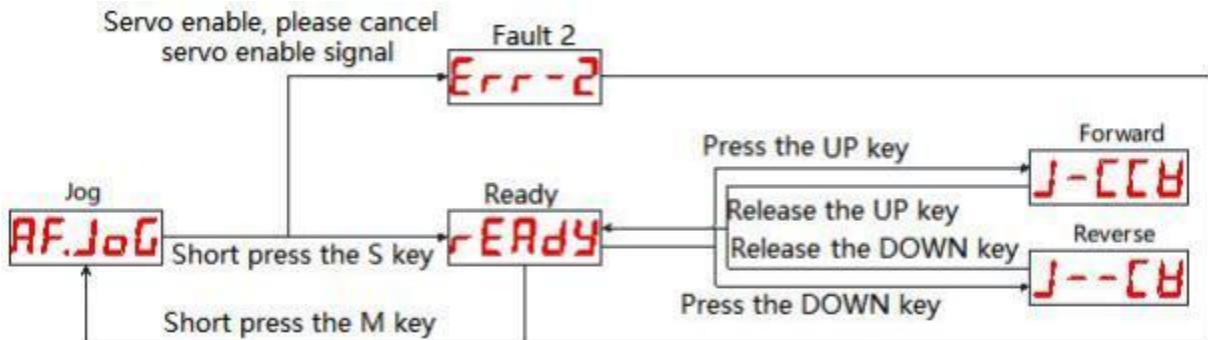 Servo enable, please cancel
servo enable signal
Fault 2
Err-2
Press the UP key
Forward
J-CCW
Jog
AF.JoG
Short press the S key
Ready
rEAdY
Release the UP key
Release the DOWN key
Reverse
J--CW
Press the DOWN key
Short press the M key